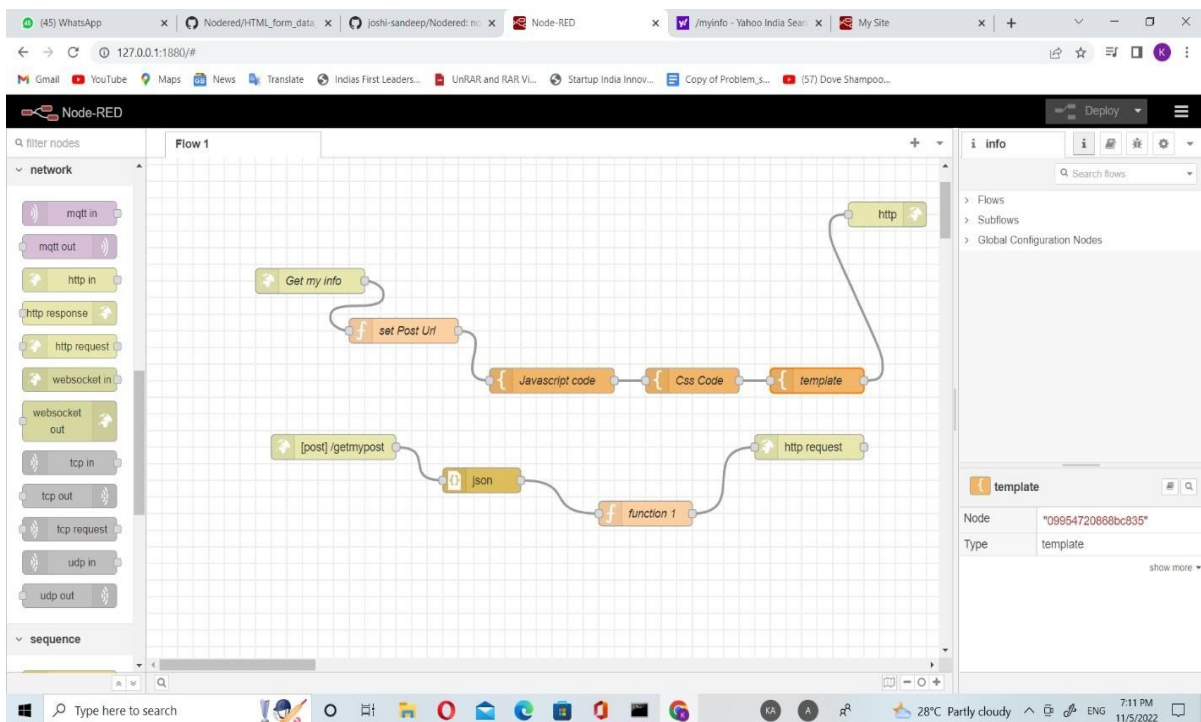 (45) WhatsApp
Nodered/HTML_form_data_
joshi-sandeep/Nodered: no
Node-RED
/myinfo - Yahoo India Sear
My Site
127.0.0.1:1880/#
K
Gmail
YouTube
Maps
News
Translate
Indias First Leaders...
UnRAR and RAR Vi...
Startup India Innov...
Copy of Problem_s...
(57) Dove Shampoo...
Node-RED
Deploy
filter nodes
Flow 1
i info
i
Search flows
network
Flows
Subflows
Global Configuration Nodes
mqtt in
mqtt out
http in
http response
http request
websocket in
websocket
out
tcp in
tcp out
tcp request
udp in
udp out
sequence
http
Get my info
set Post Url
Javascript code
Css Code
template
[post] /getmypost
json
function 1
http request
template
Node
"09954720868bc835"
Type
template
show more
Type here to search
KA
A
28°C Partly cloudy
ENG
7:11 PM
11/5/2022